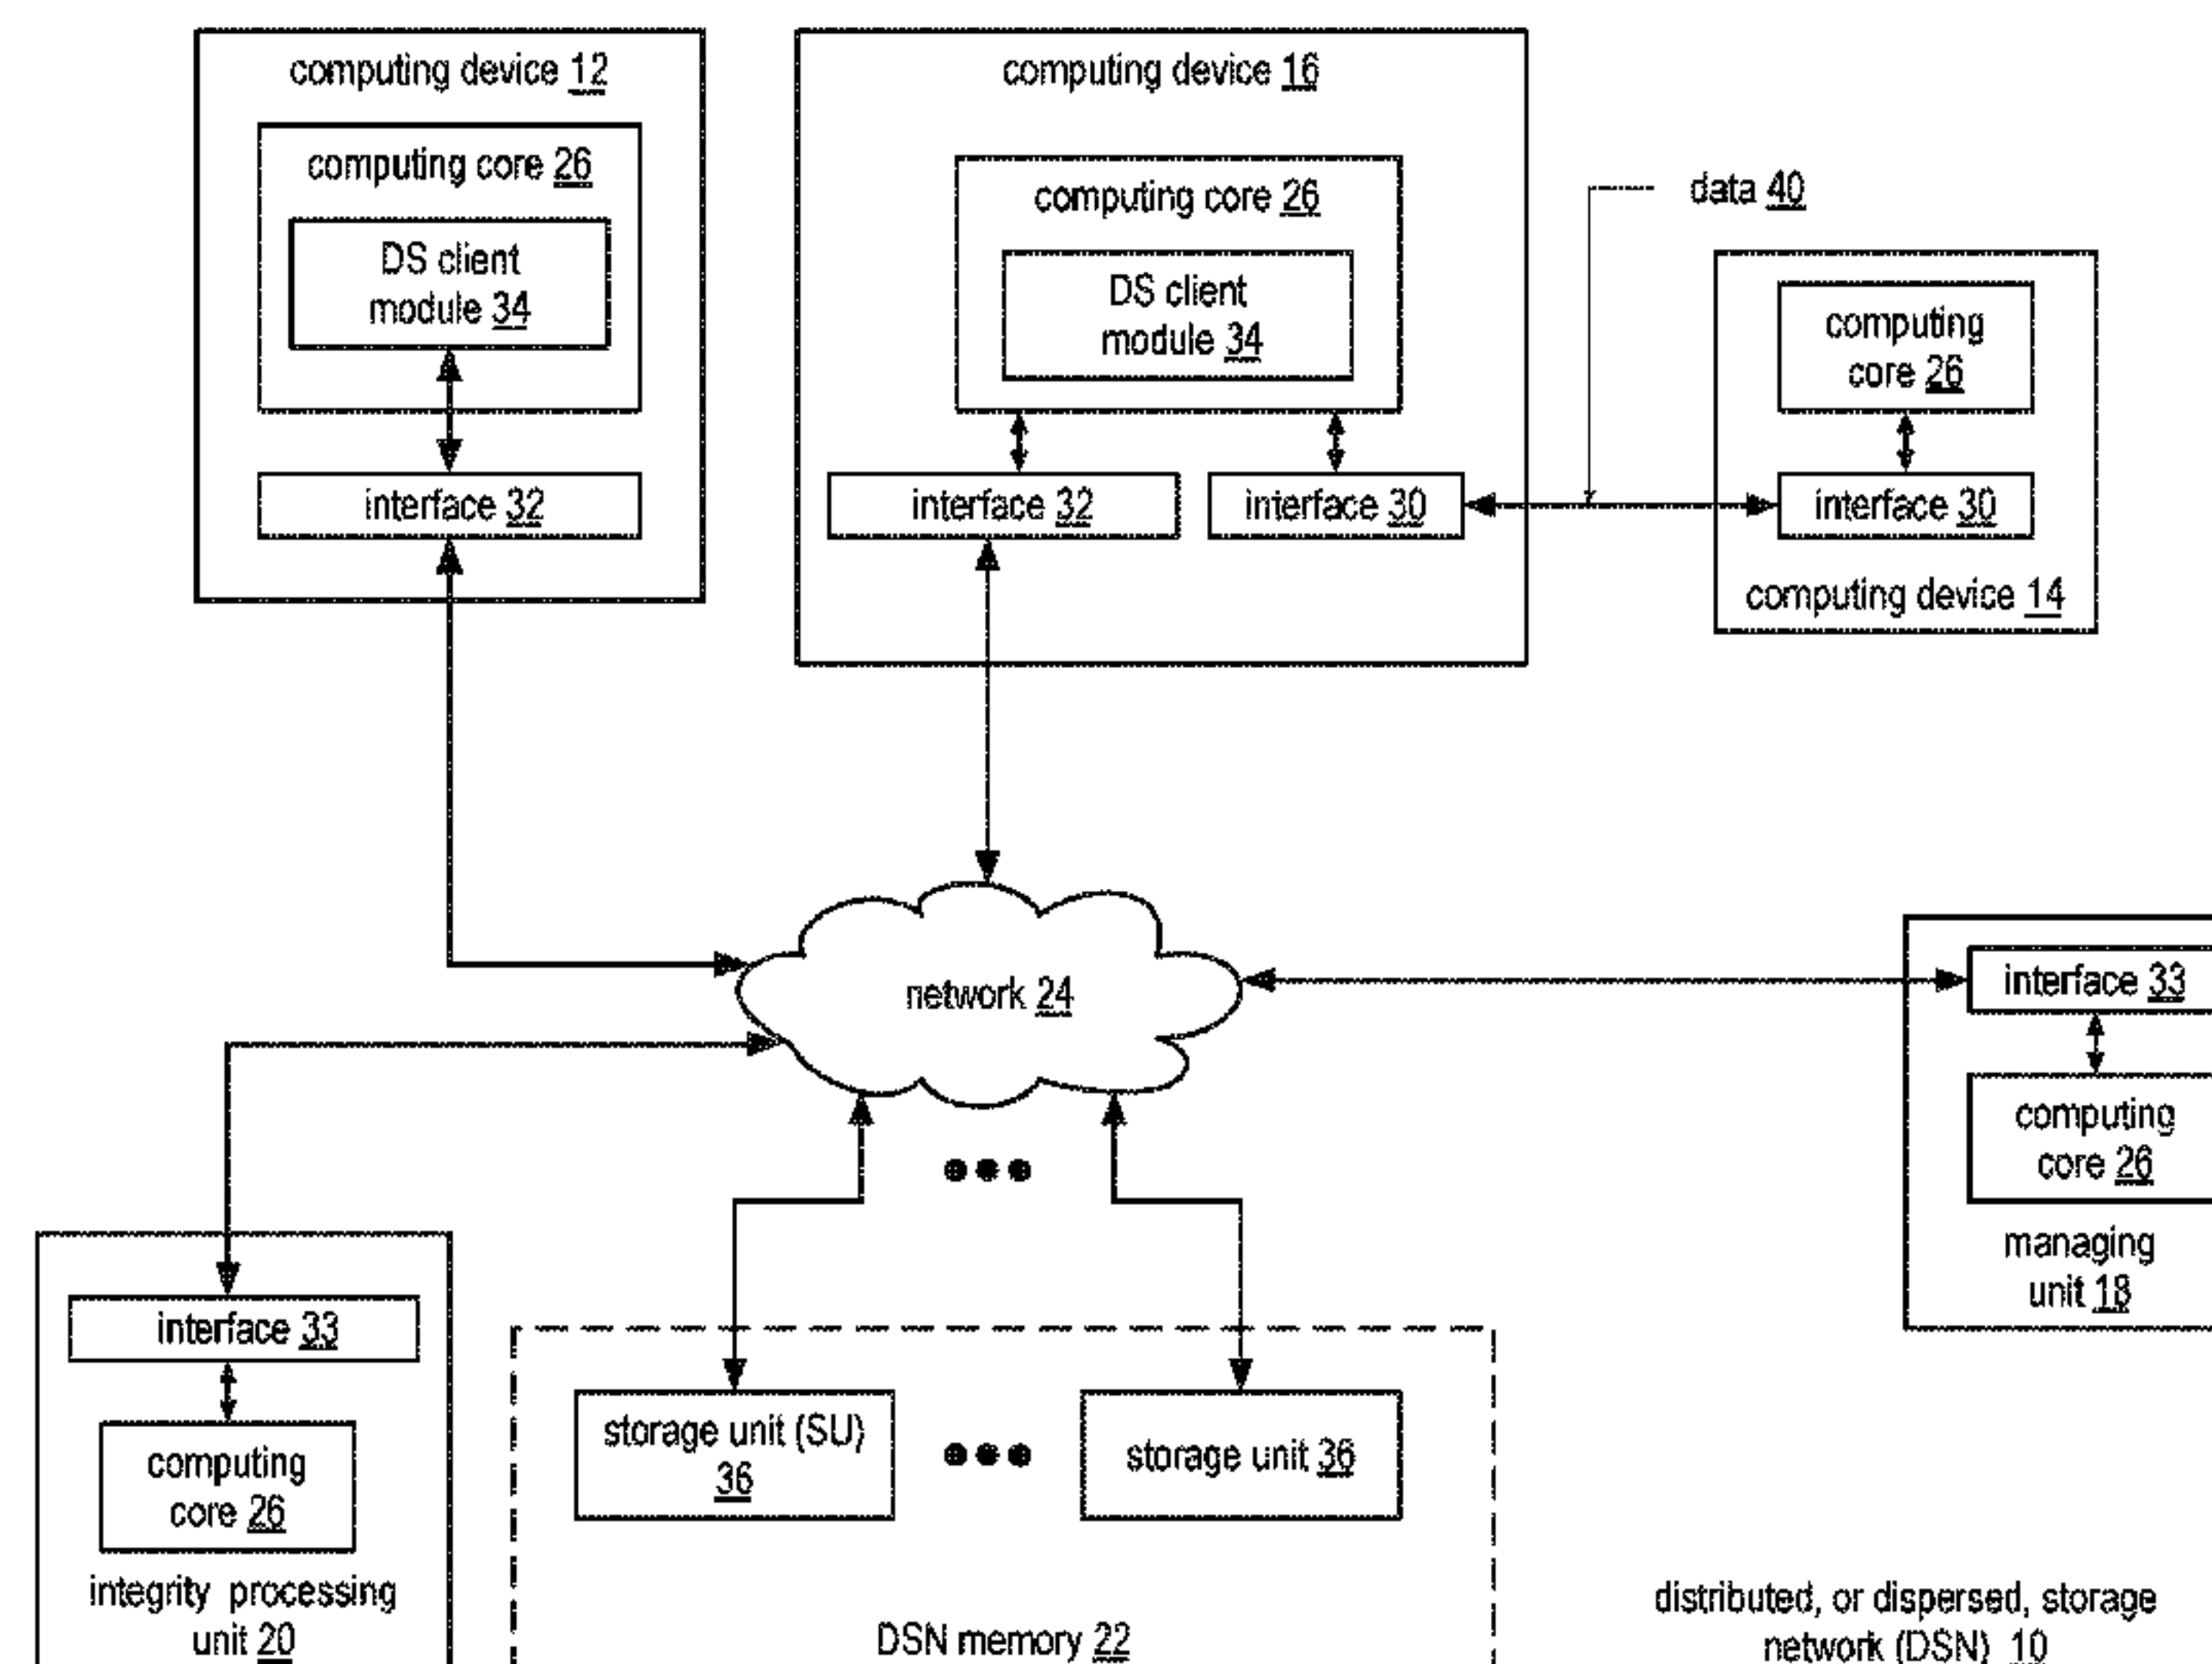 computing device 12
computing core 26
DS client
module 34
interface 32
computing device 16
computing core 26
DS client
module 34
interface 32
interface 30
data 40
computing
core 26
interface 30
computing device 14
network 24
interface 33
computing
core 26
managing
unit 18
interface 33
computing
core 26
integrity processing
unit 20
storage unit (SU)
36
storage unit 36
DSN memory 22
distributed, or dispersed, storage
network (DSN) 10